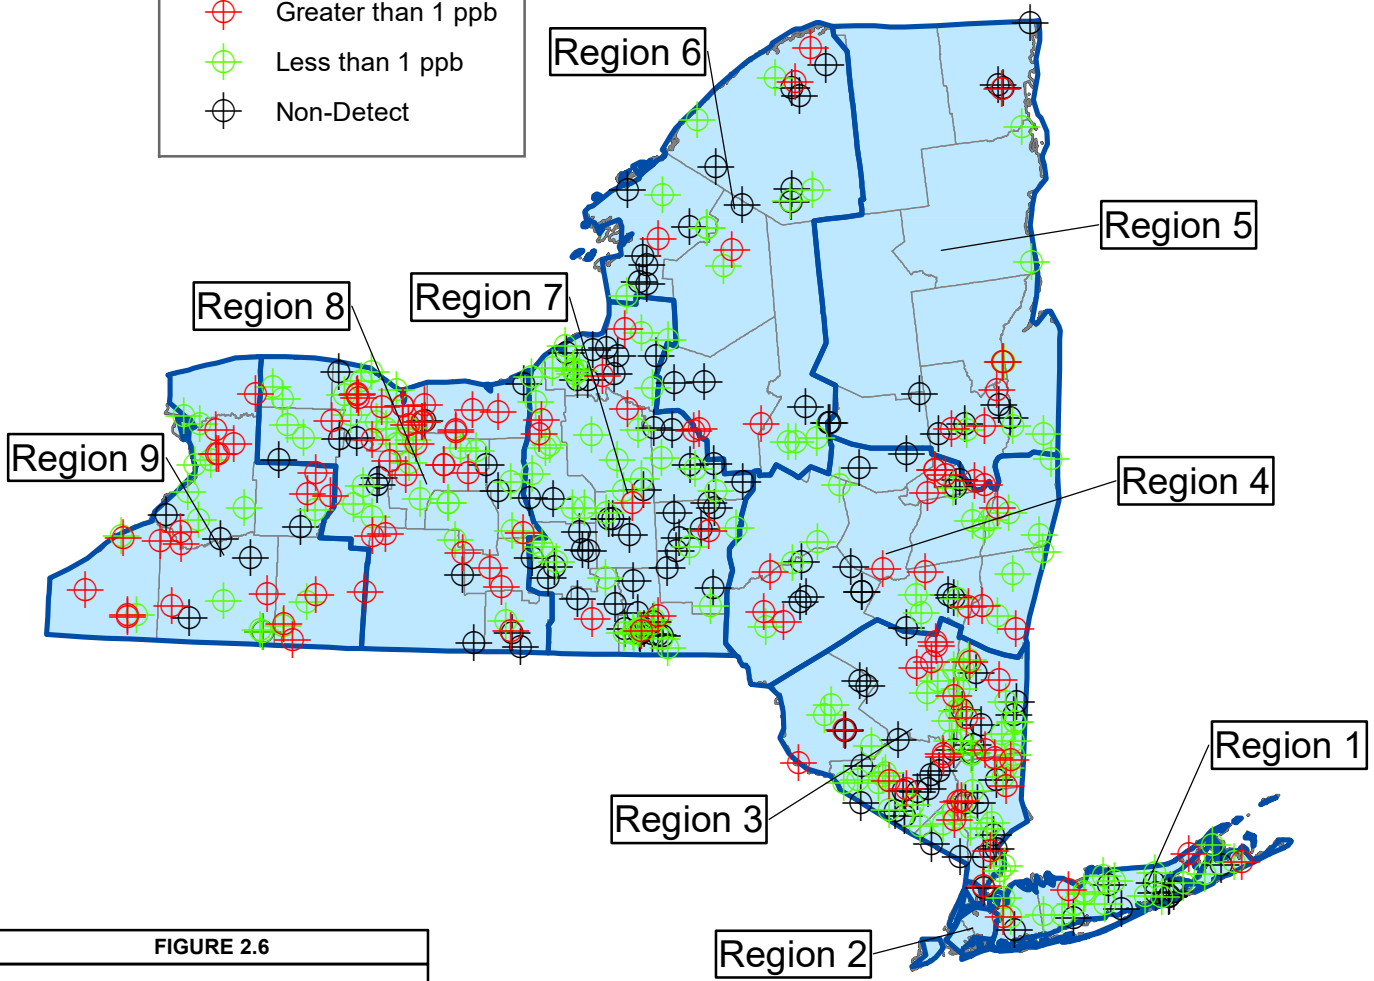 Greater than 1 ppb
Less than 1 ppb
Non-Detect
Region 6
Region 5
Region 8
Region 7
Region 9
Region 4
Region 1
Region 3
Region 2
FIGURE 2.6